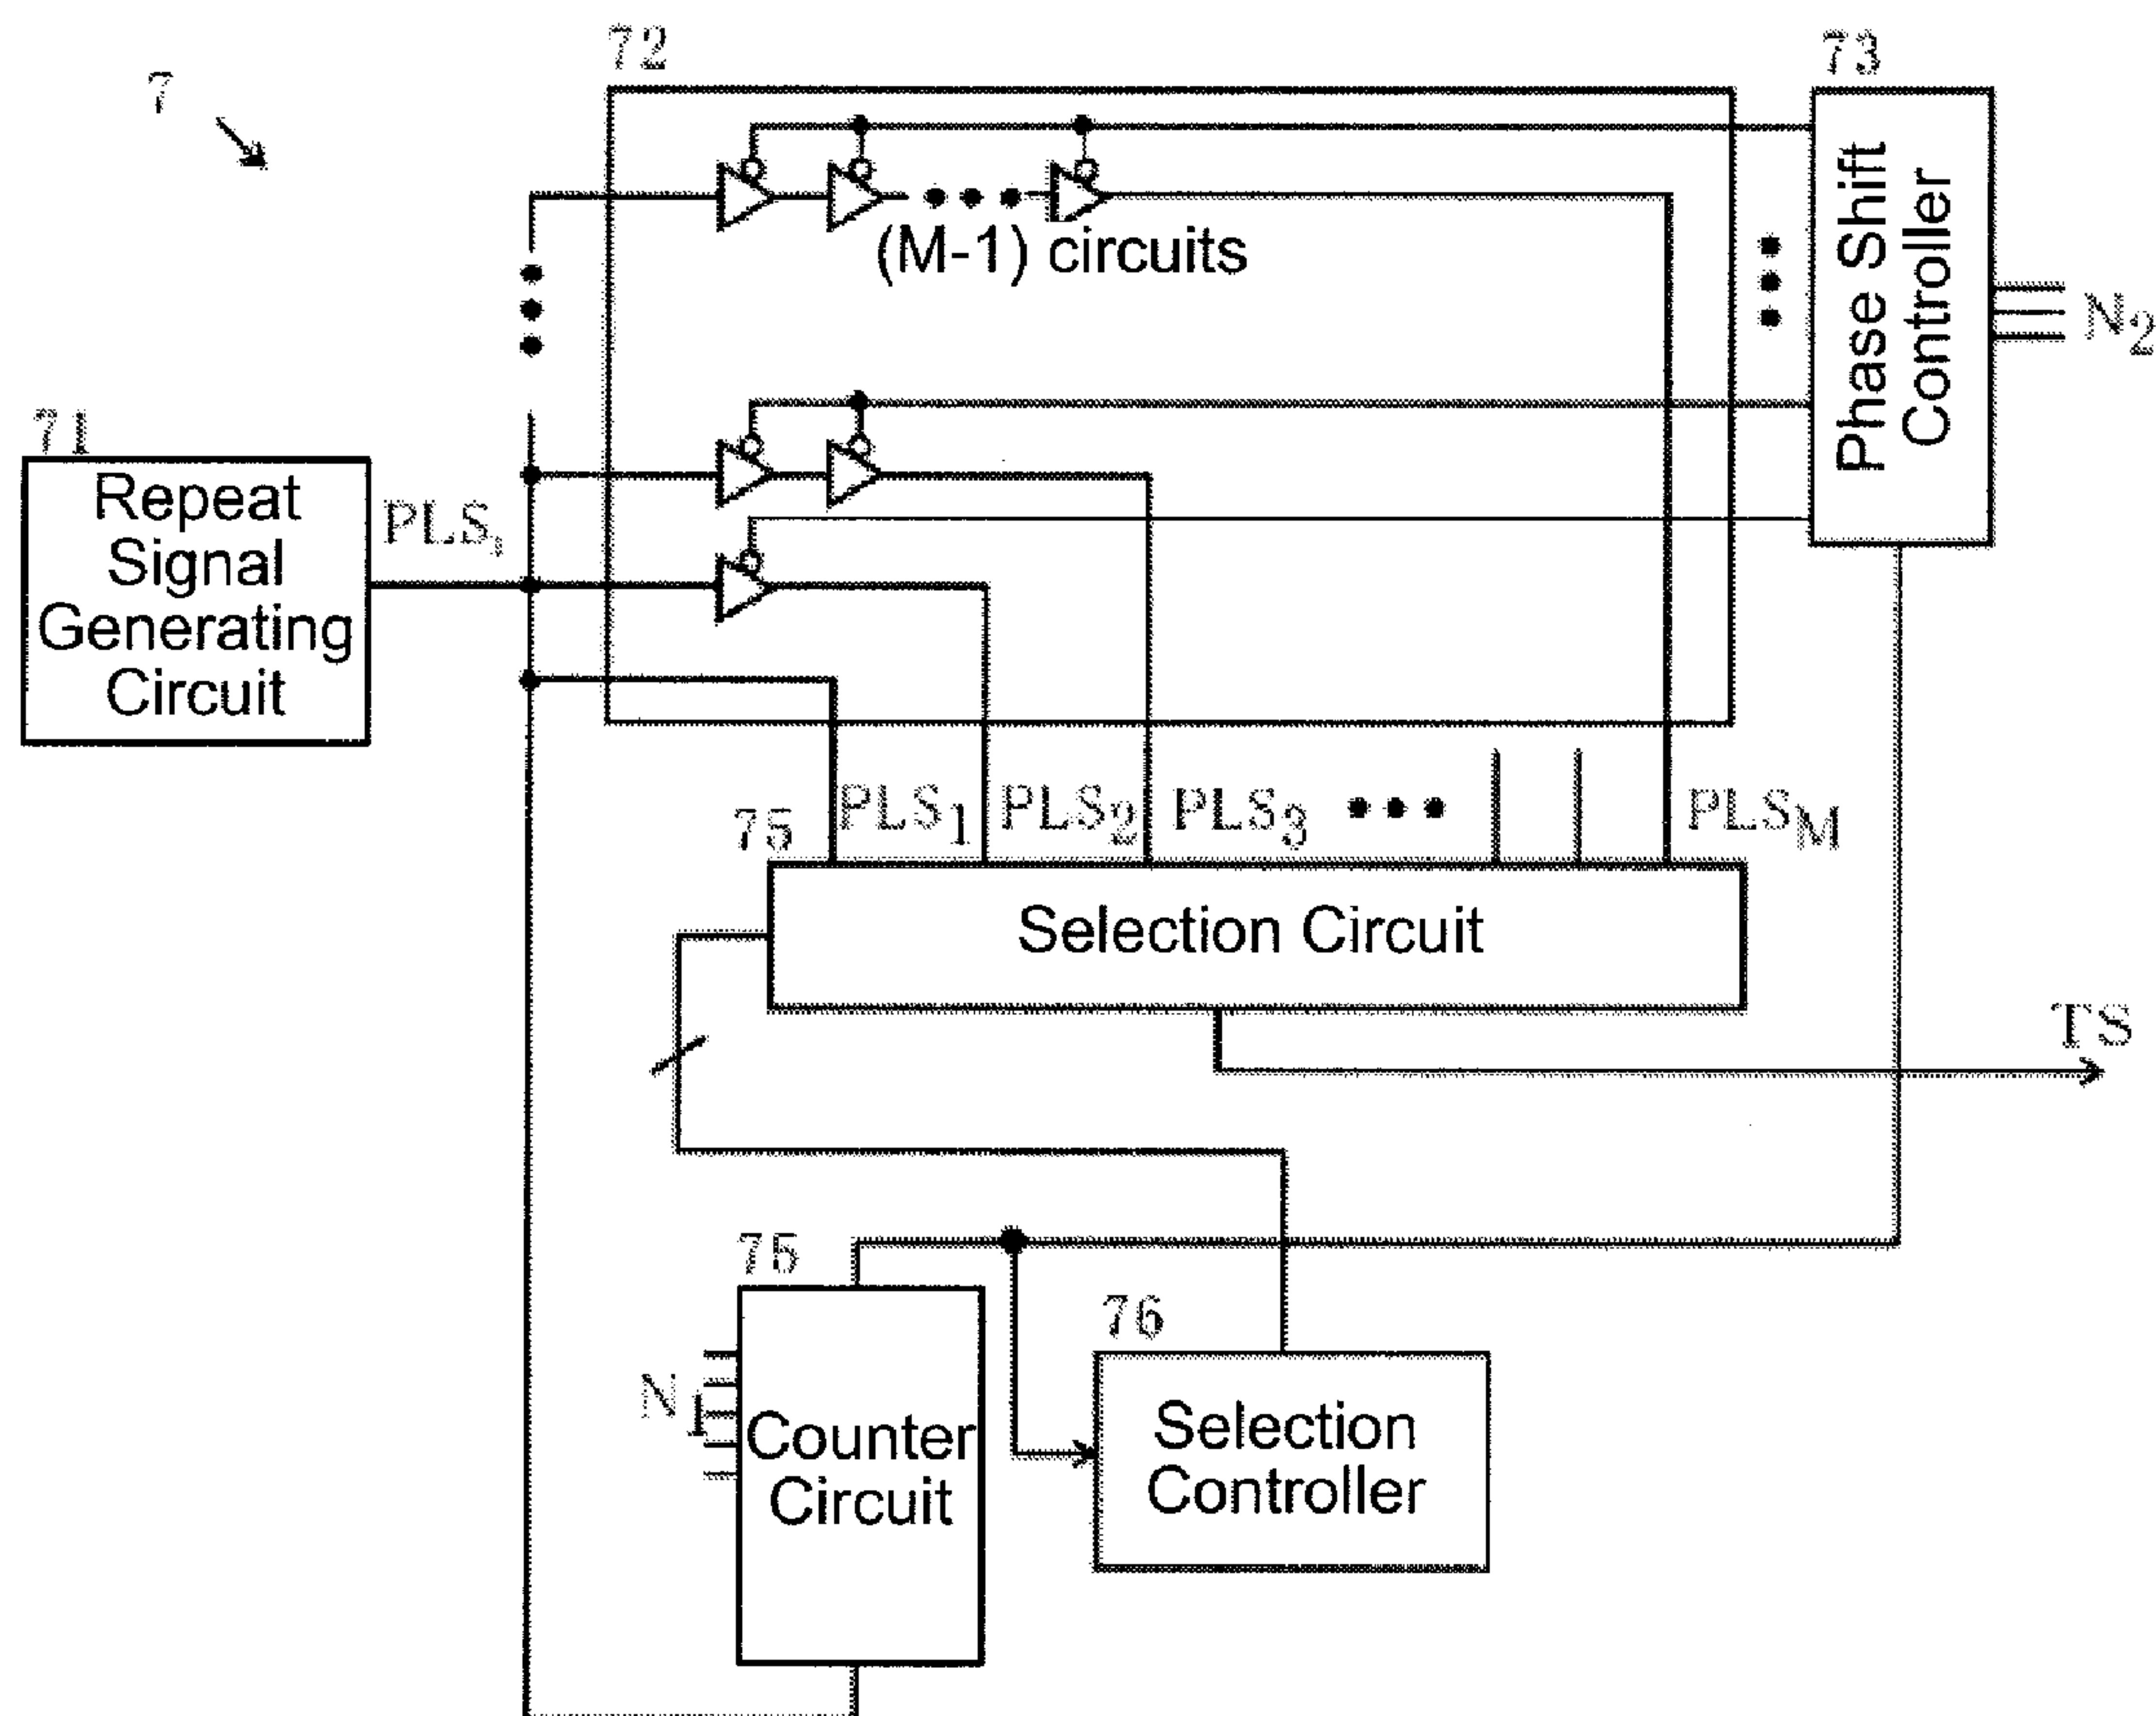 7
72
73
(M-1) circuits
Phase Shift
Controller
N2
71
Repeat
Signal
Generating
Circuit
PLS
75
PLS1
PLS2
PLS3
PLSM
Selection Circuit
TS
75
N1
Counter
Circuit
76
Selection
Controller